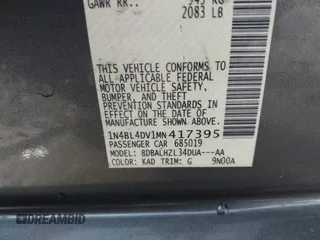 GAWR RR.: 945 KG
2083 LB
THIS VEHICLE CONFORMS TO
ALL APPLICABLE FEDERAL
MOTOR VEHICLE SAFETY,
BUMPER, AND THEFT
PREVENTION STANDARDS IN
EFFECT ON THE DATE OF
MANUFACTURE SHOWN ABOVE.
1N4BL4DV1MN417395
PASSENGER CAR 685019
MODEL: BDBALHZL34DUA---AA
COLOR: KAD TRIM: G 9N00A
DREAMBID